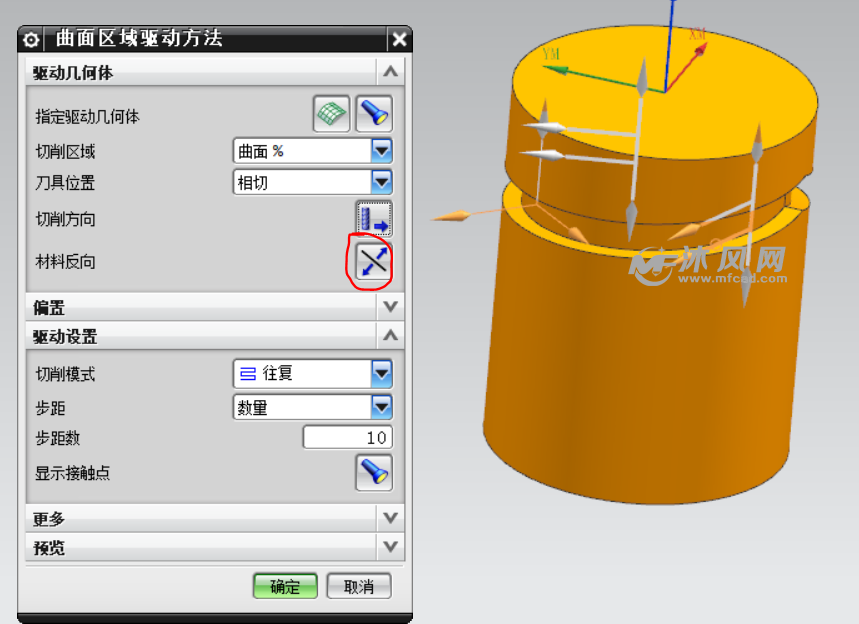 曲面区域驱动方法
驱动几何体
指定驱动几何体
切削区域 曲面 %
刀具位置 相切
切削方向
材料反向
偏置
驱动设置
切削模式 往复
步距 数量
步距数 10
显示接触点
更多
预览
确定 取消
XM
YM
MF 沐风网
www.mfcad.com